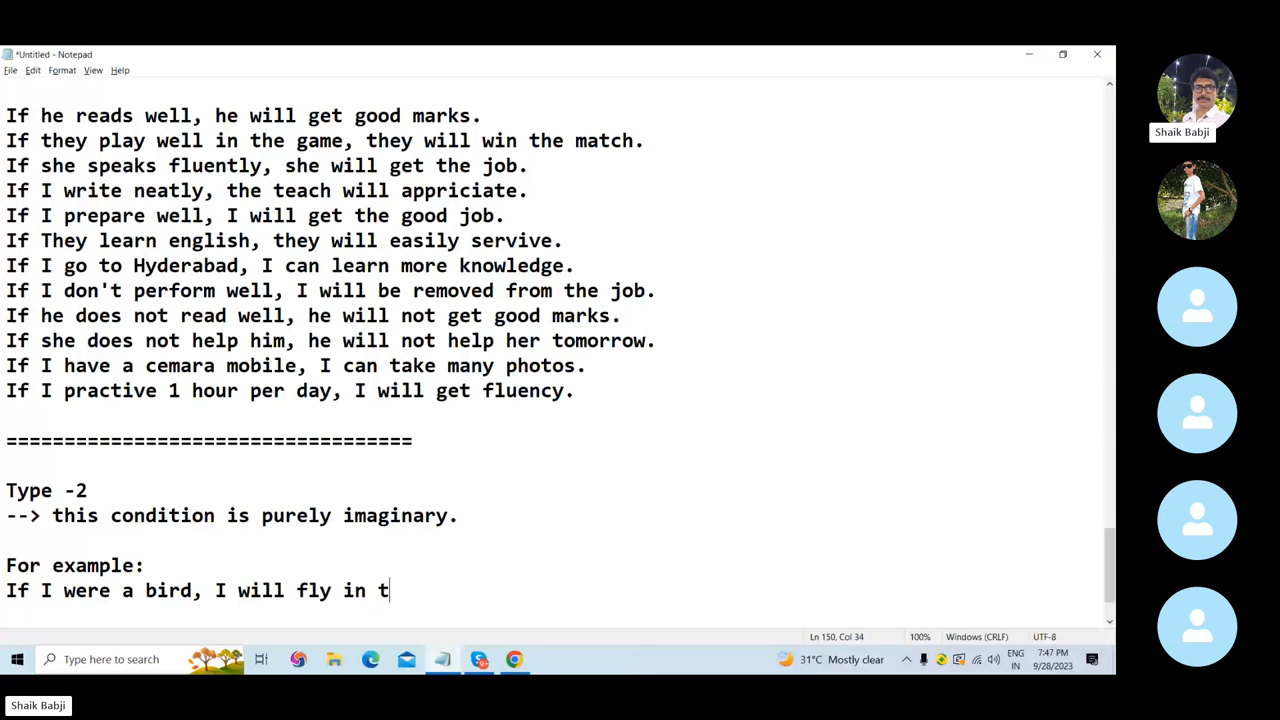 *Untitled - Notepad
File Edit Format View Help
If he reads well, he will get good marks.
If they play well in the game, they will win the match.
If she speaks fluently, she will get the job.
If I write neatly, the teach will appriciate.
If I prepare well, I will get the good job.
If They learn english, they will easily servive.
If I go to Hyderabad, I can learn more knowledge.
If I don't perform well, I will be removed from the job.
If he does not read well, he will not get good marks.
If she does not help him, he will not help her tomorrow.
If I have a cemara mobile, I can take many photos.
If I practive 1 hour per day, I will get fluency.
===================================
Type -2
--> this condition is purely imaginary.
For example:
If I were a bird, I will fly in t
Ln 150, Col 34 100% Windows (CRLF) UTF-8
Type here to search
31°C Mostly clear
ENG
IN
7:47 PM
9/28/2023
Shaik Babji
Shaik Babji